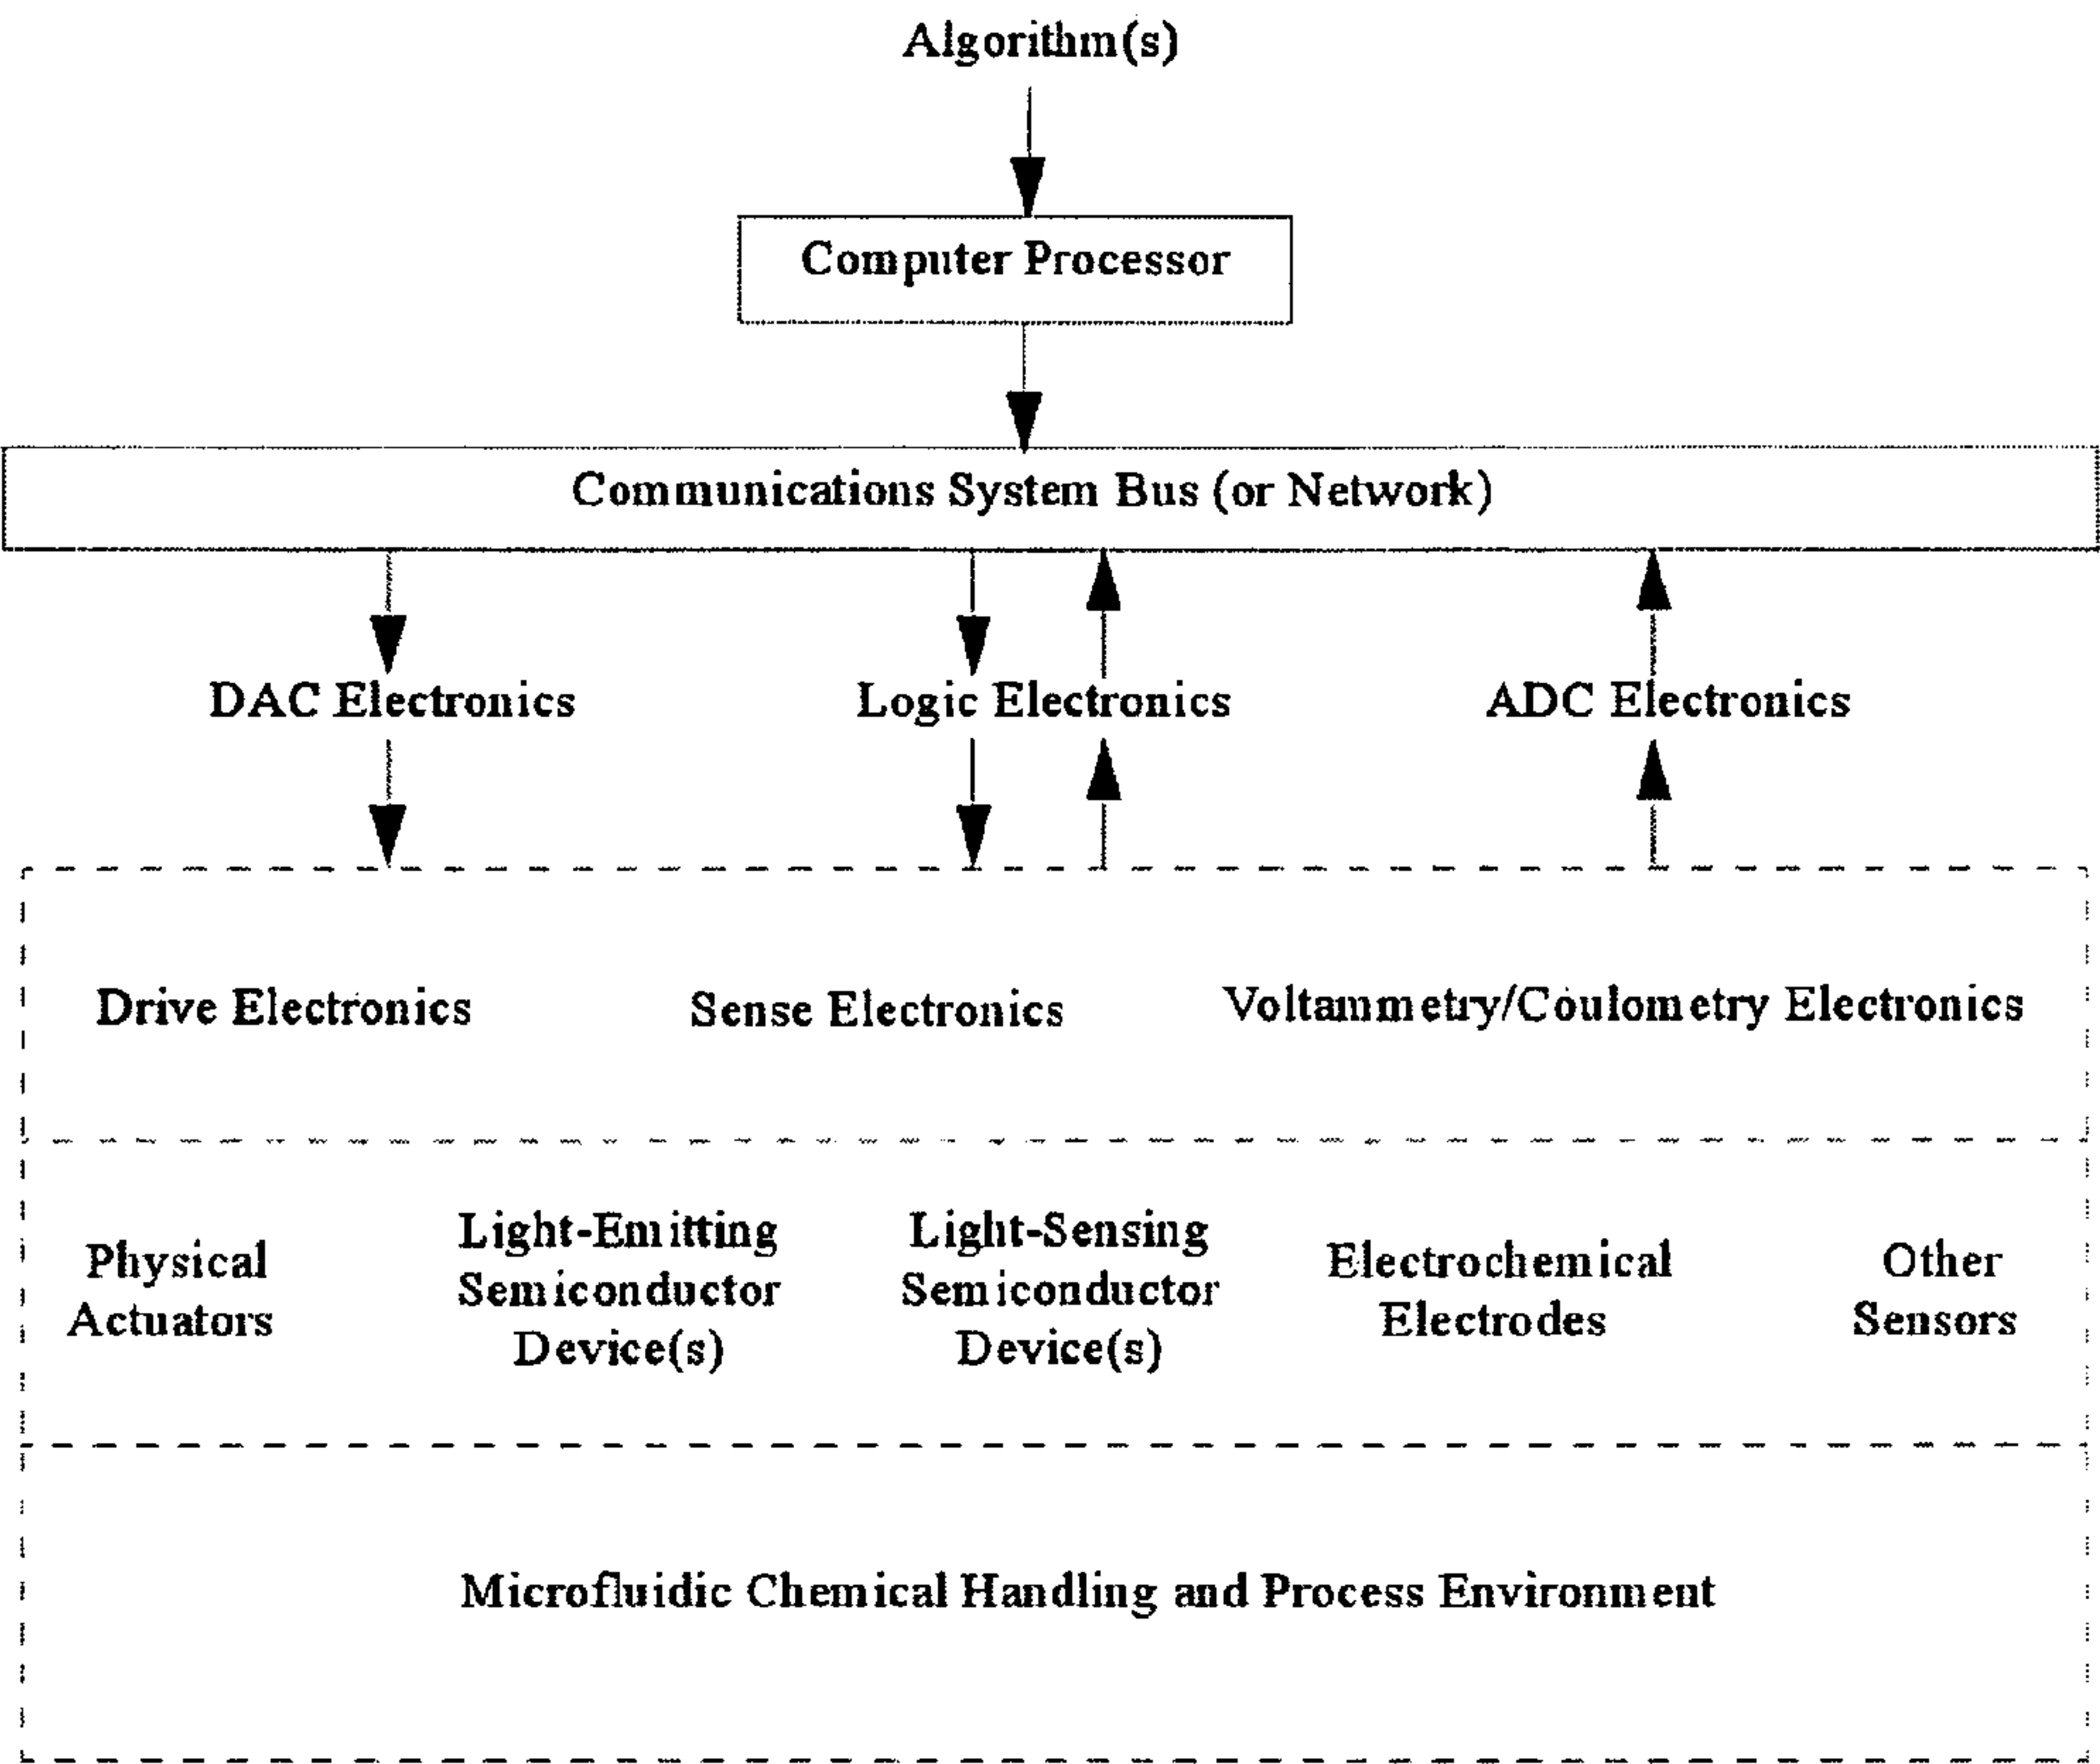 Algorithm(s)
Computer Processor
Communications System Bus (or Network)
DAC Electronics
Logic Electronics
ADC Electronics
Drive Electronics
Sense Electronics
Voltammetry/Coulometry Electronics
Physical
Actuators
Light-Emitting
Semiconductor
Device(s)
Light-Sensing
Semiconductor
Device(s)
Electrochemical
Electrodes
Other
Sensors
Microfluidic Chemical Handling and Process Environment